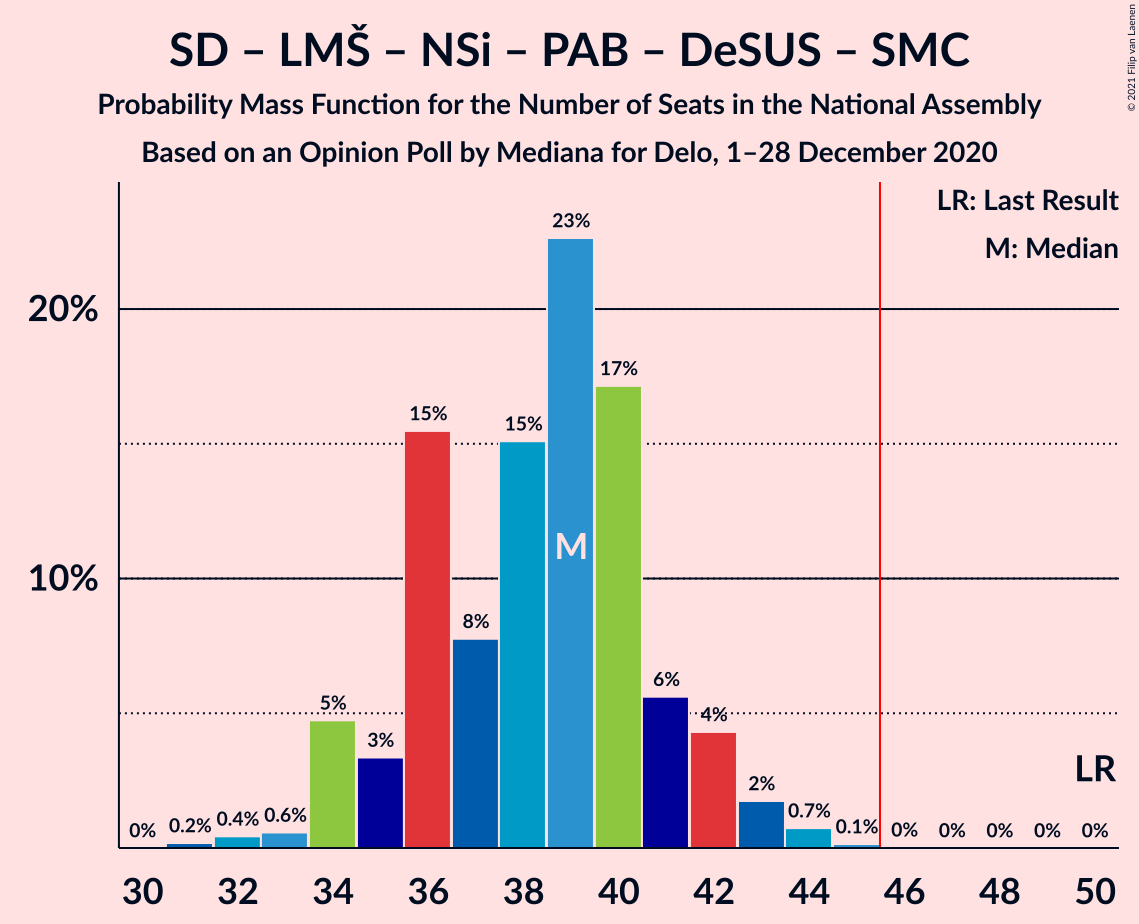 SD – LMŠ – NSi – PAB – DeSUS – SMC
Probability Mass Function for the Number of Seats in the National Assembly
Based on an Opinion Poll by Mediana for Delo, 1–28 December 2020
© 2021 Filip van Laenen
LR: Last Result
M: Median
20%
10%
0%
0.2%
0.4%
0.6%
5%
3%
15%
8%
15%
23%
17%
6%
4%
2%
0.7%
0.1%
0%
0%
0%
0%
0%
M
LR
30 32 34 36 38 40 42 44 46 48 50